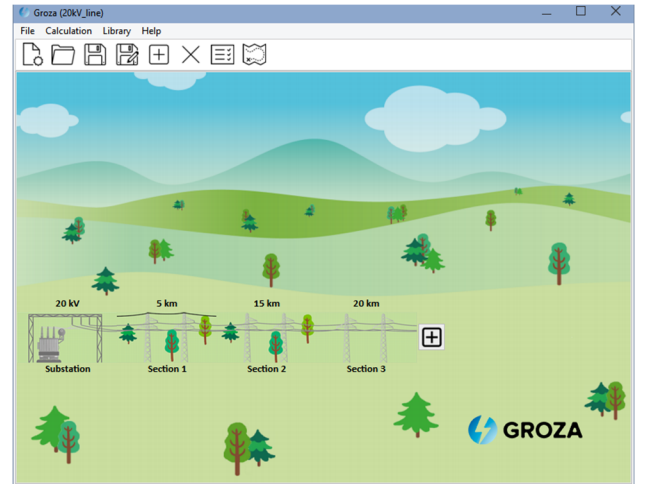 Groza (20kV_line)
File Calculation Library Help
20 kV 5 km 15 km 20 km
Substation Section 1 Section 2 Section 3
GROZA